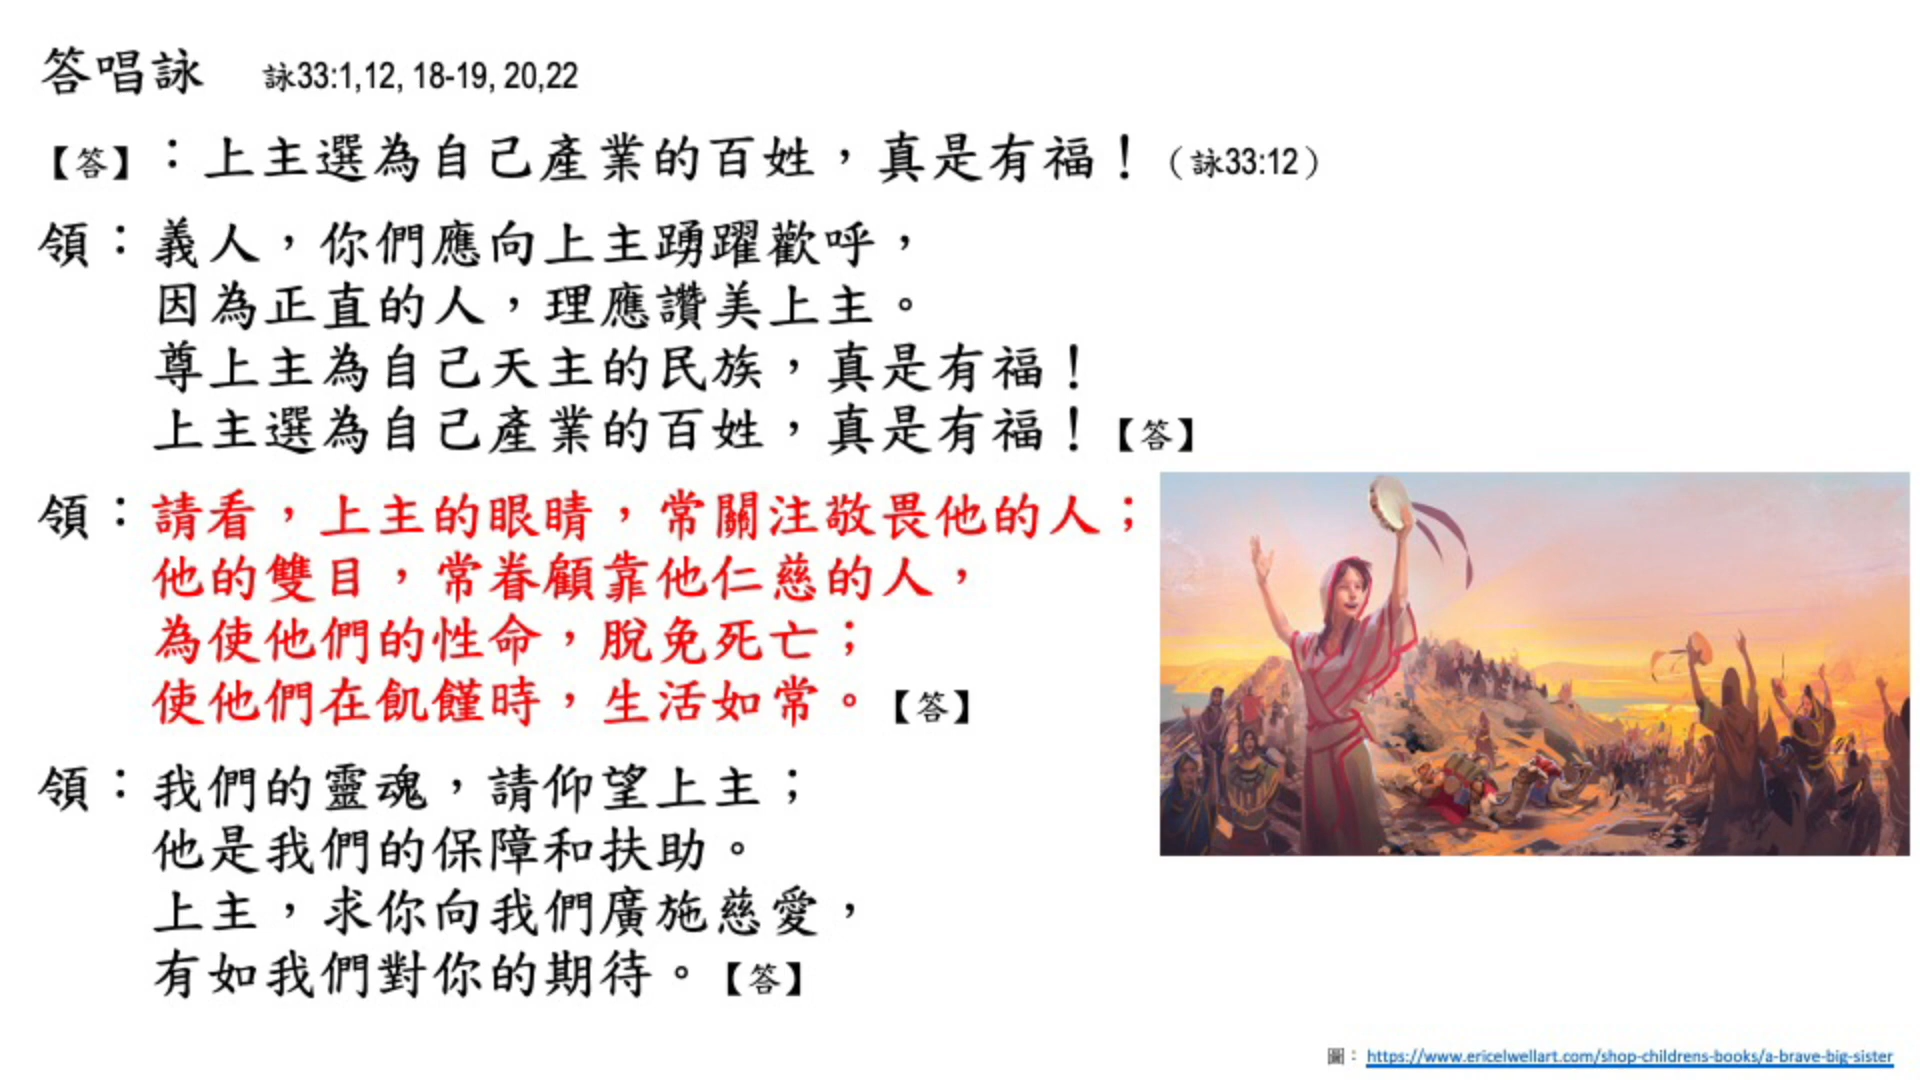 答唱詠 詠33:1,12, 18-19, 20,22
【答】：上主選為自己產業的百姓，真是有福！（詠33:12）
領：義人，你們應向上主踴躍歡呼，
因為正直的人，理應讚美上主。
尊上主為自己天主的民族，真是有福！
上主選為自己產業的百姓，真是有福！【答】
領：請看，上主的眼睛，常關注敬畏他的人；
他的雙目，常眷顧靠他仁慈的人，
為使他們的性命，脫免死亡；
使他們在飢饉時，生活如常。【答】
領：我們的靈魂，請仰望上主；
他是我們的保障和扶助。
上主，求你向我們廣施慈愛，
有如我們對你的期待。【答】
圖：https://www.ericelwellart.com/shop-childrens-books/a-brave-big-sister